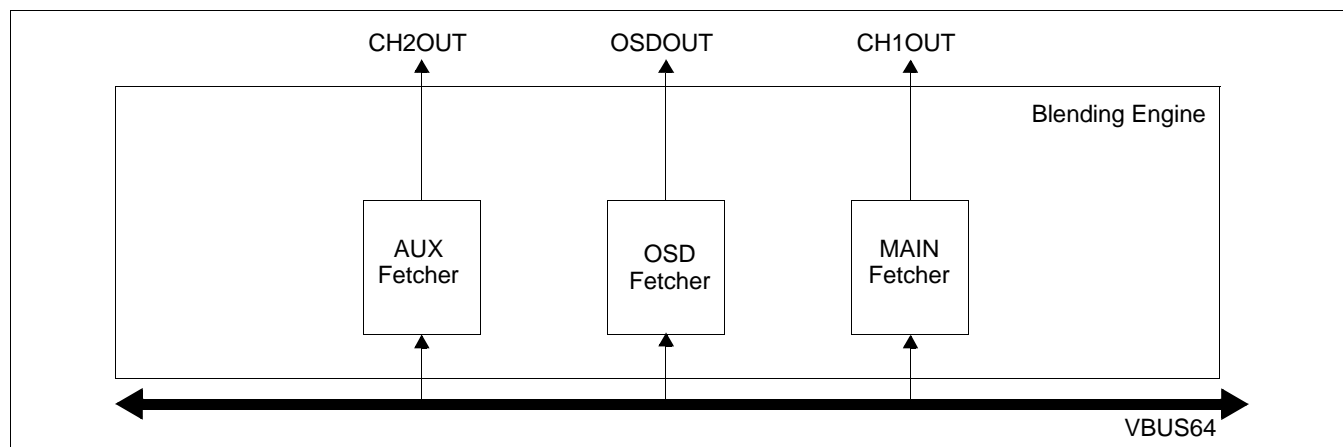 CH2OUT OSDOUT CH1OUT
Blending Engine
AUX
Fetcher
OSD
Fetcher
MAIN
Fetcher
VBUS64